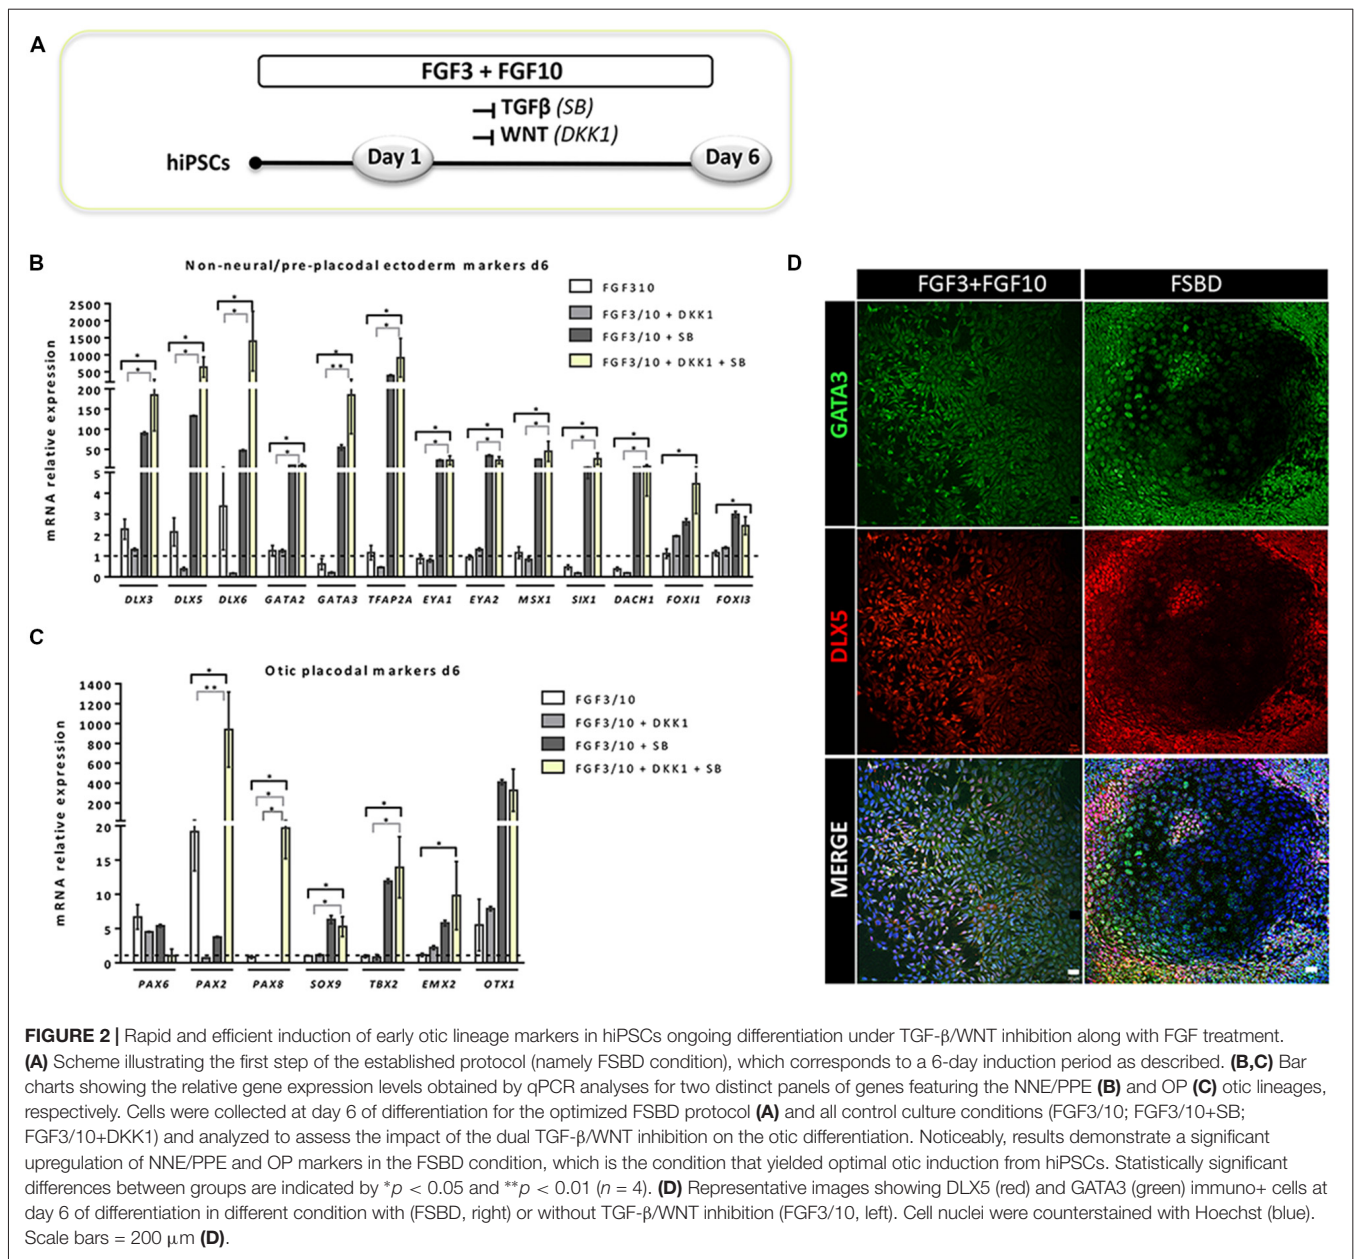 A
FGF3 + FGF10
TGFβ (SB)
WNT (DKK1)
hiPSCs
Day 1
Day 6
B
Non-neural/pre-placodal ectoderm markers d6
mRNA relative expression
2500
2000
1500
1000
500
200
150
100
50
5
4
3
2
1
0
* * * * * * * * * ** * * * * * * * * * * * * * *
FGF310
FGF3/10 + DKK1
FGF3/10 + SB
FGF3/10 + DKK1 + SB
DLX3 DLX5 DLX6 GATA2 GATA3 TFAP2A EYA1 EYA2 MSX1 SIX1 DACH1 FOXI1 FOXI3
C
Otic placodal markers d6
mRNA relative expression
1400
1200
1000
800
600
400
200
20
15
10
5
0
* ** * * * * * * * *
FGF3/10
FGF3/10 + DKK1
FGF3/10 + SB
FGF3/10 + DKK1 + SB
PAX6 PAX2 PAX8 SOX9 TBX2 EMX2 OTX1
D
FGF3+FGF10 FSBD
GATA3
DLX5
MERGE
FIGURE 2 | Rapid and efficient induction of early otic lineage markers in hiPSCs ongoing differentiation under TGF-β/WNT inhibition along with FGF treatment.
(A) Scheme illustrating the first step of the established protocol (namely FSBD condition), which corresponds to a 6-day induction period as described. (B,C) Bar
charts showing the relative gene expression levels obtained by qPCR analyses for two distinct panels of genes featuring the NNE/PPE (B) and OP (C) otic lineages,
respectively. Cells were collected at day 6 of differentiation for the optimized FSBD protocol (A) and all control culture conditions (FGF3/10; FGF3/10+SB;
FGF3/10+DKK1) and analyzed to assess the impact of the dual TGF-β/WNT inhibition on the otic differentiation. Noticeably, results demonstrate a significant
upregulation of NNE/PPE and OP markers in the FSBD condition, which is the condition that yielded optimal otic induction from hiPSCs. Statistically significant
differences between groups are indicated by *p < 0.05 and **p < 0.01 (n = 4). (D) Representative images showing DLX5 (red) and GATA3 (green) immuno+ cells at
day 6 of differentiation in different condition with (FSBD, right) or without TGF-β/WNT inhibition (FGF3/10, left). Cell nuclei were counterstained with Hoechst (blue).
Scale bars = 200 μm (D).